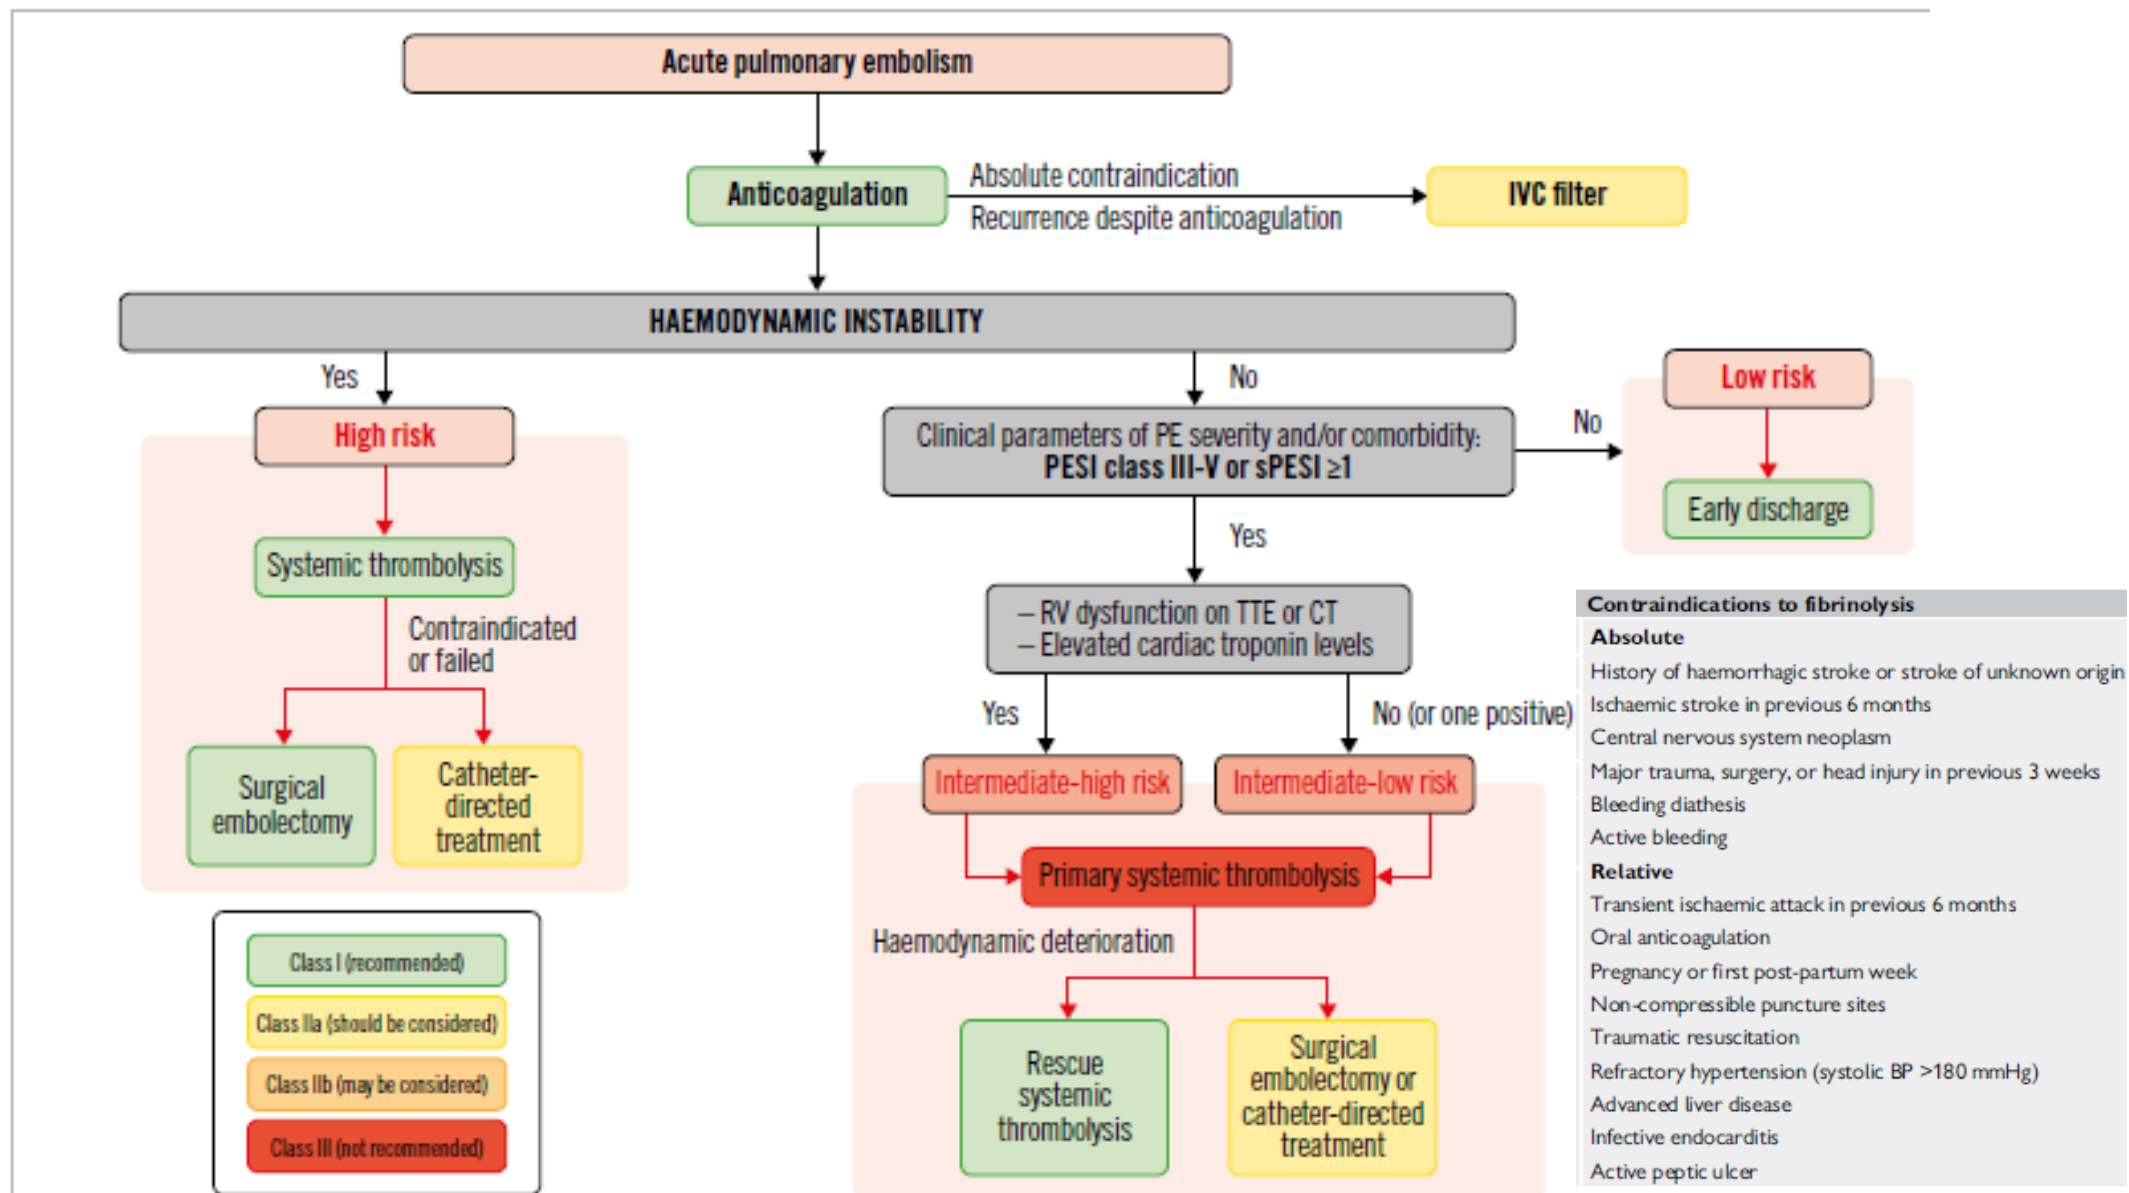 Acute pulmonary embolism
Anticoagulation
Absolute contraindication
Recurrence despite anticoagulation
IVC filter
HAEMODYNAMIC INSTABILITY
Yes
No
High risk
Systemic thrombolysis
Contraindicated
or failed
Surgical
embolectomy
Catheter-
directed
treatment
Clinical parameters of PE severity and/or comorbidity:
PESI class III-V or sPESI ≥1
No
Low risk
Early discharge
Yes
– RV dysfunction on TTE or CT
– Elevated cardiac troponin levels
Yes
No (or one positive)
Intermediate-high risk
Intermediate-low risk
Primary systemic thrombolysis
Haemodynamic deterioration
Rescue
systemic
thrombolysis
Surgical
embolectomy or
catheter-directed
treatment
Class I (recommended)
Class IIa (should be considered)
Class IIb (may be considered)
Class III (not recommended)
Contraindications to fibrinolysis
Absolute
History of haemorrhagic stroke or stroke of unknown origin
Ischaemic stroke in previous 6 months
Central nervous system neoplasm
Major trauma, surgery, or head injury in previous 3 weeks
Bleeding diathesis
Active bleeding
Relative
Transient ischaemic attack in previous 6 months
Oral anticoagulation
Pregnancy or first post-partum week
Non-compressible puncture sites
Traumatic resuscitation
Refractory hypertension (systolic BP >180 mmHg)
Advanced liver disease
Infective endocarditis
Active peptic ulcer